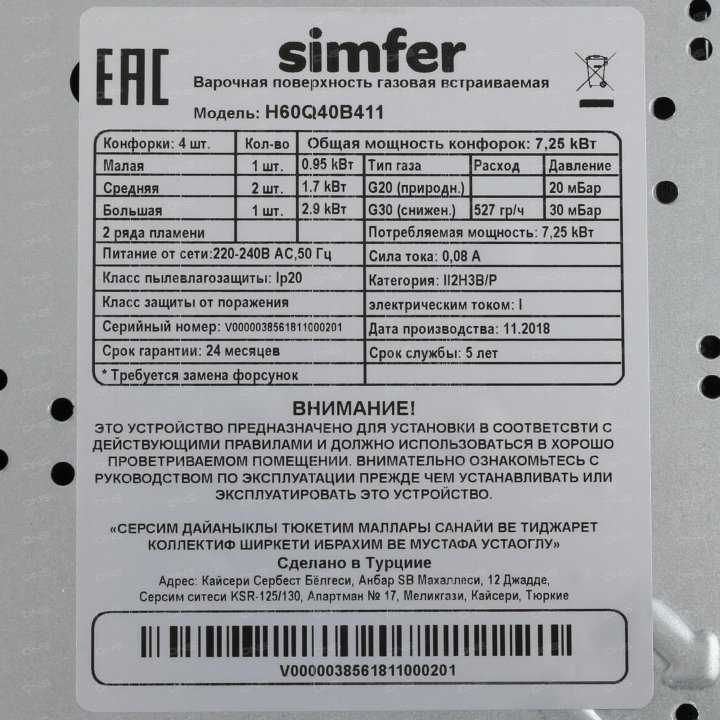 EAC
simfer
Варочная поверхность газовая встраиваемая
Модель: H60Q40B411
Конфорки: 4 шт. Кол-во Общая мощность конфорок: 7,25 кВт
Малая 1 шт. 0.95 кВт Тип газа Расход Давление
Средняя 2 шт. 1.7 кВт G20 (природн.) 20 мБар
Большая 1 шт. 2.9 кВт G30 (снижен.) 527 гр/ч 30 мБар
2 ряда пламени Потребляемая мощность: 7,25 кВт
Питание от сети:220-240В АС,50 Гц Сила тока: 0,08 А
Класс пылевлагозащиты: Ip20 Категория: II2H3B/P
Класс защиты от поражения электрическим током: I
Серийный номер: V0000038561811000201 Дата производства: 11.2018
Срок гарантии: 24 месяцев Срок службы: 5 лет
* Требуется замена форсунок
ВНИМАНИЕ!
ЭТО УСТРОЙСТВО ПРЕДНАЗНАЧЕНО ДЛЯ УСТАНОВКИ В СООТВЕТСВТИ С
ДЕЙСТВУЮЩИМИ ПРАВИЛАМИ И ДОЛЖНО ИСПОЛЬЗОВАТЬСЯ В ХОРОШО
ПРОВЕТРИВАЕМОМ ПОМЕЩЕНИИ. ВНИМАТЕЛЬНО ОЗНАКОМЬТЕСЬ С
РУКОВОДСТВОМ ПО ЭКСПЛУАТАЦИИ ПРЕЖДЕ ЧЕМ УСТАНАВЛИВАТЬ ИЛИ
ЭКСПЛУАТИРОВАТЬ ЭТО УСТРОЙСТВО.
«СЕРСИМ ДАЙАНЫКЛЫ ТЮКЕТИМ МАЛЛАРЫ САНАЙИ ВЕ ТИДЖАРЕТ
КОЛЛЕКТИФ ШИРКЕТИ ИБРАХИМ ВЕ МУСТАФА УСТАОГЛУ»
Сделано в Турциие
Адрес: Кайсери Сербест Бёлгеси, Анбар SB Махаллеси, 12 Джадде,
Серсим ситеси KSR-125/130, Апартман № 17, Меликгази, Кайсери, Тюркие
V0000038561811000201